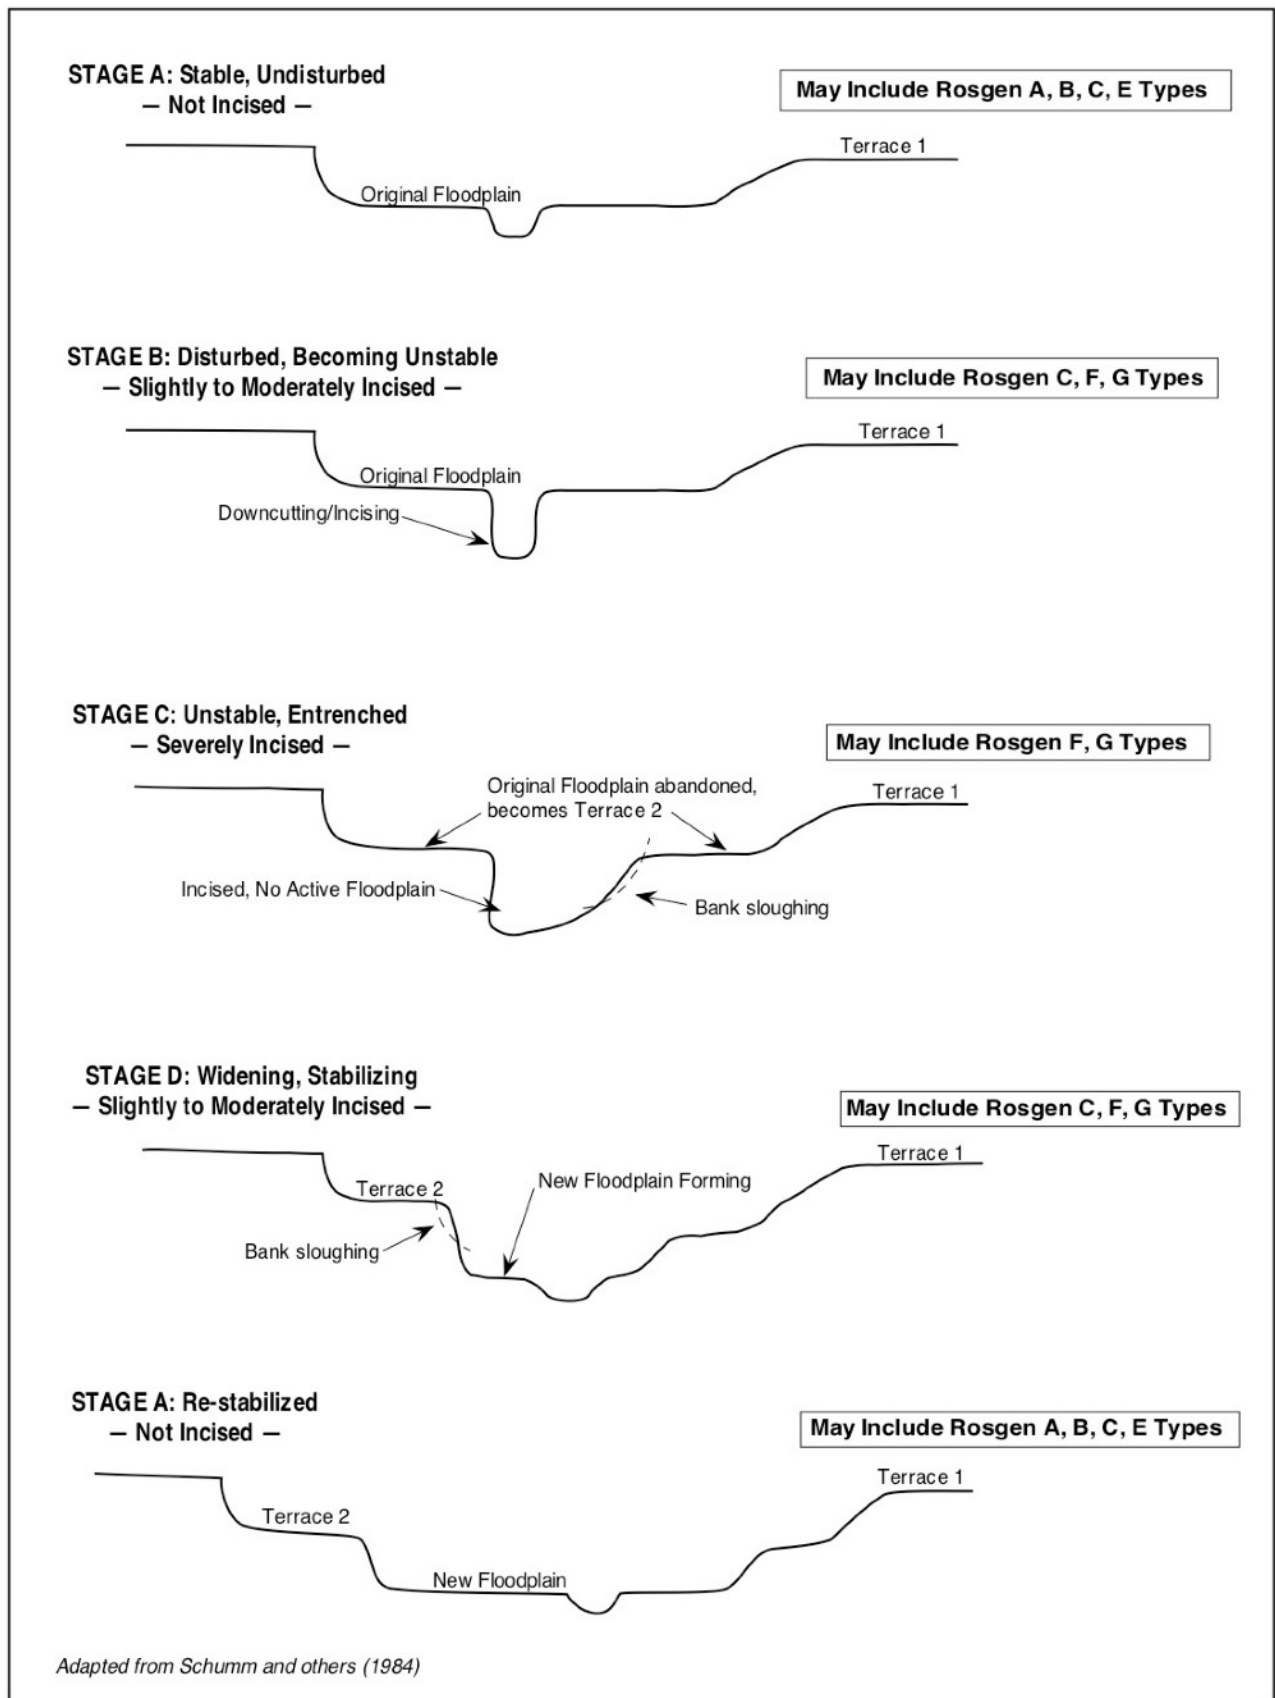 STAGE A: Stable, Undisturbed
— Not Incised —
May Include Rosgen A, B, C, E Types
Terrace 1
Original Floodplain
STAGE B: Disturbed, Becoming Unstable
— Slightly to Moderately Incised —
May Include Rosgen C, F, G Types
Terrace 1
Original Floodplain
Downcutting/Incising
STAGE C: Unstable, Entrenched
— Severely Incised —
May Include Rosgen F, G Types
Original Floodplain abandoned,
becomes Terrace 2
Terrace 1
Incised, No Active Floodplain
Bank sloughing
STAGE D: Widening, Stabilizing
— Slightly to Moderately Incised —
May Include Rosgen C, F, G Types
Terrace 1
Terrace 2
New Floodplain Forming
Bank sloughing
STAGE A: Re-stabilized
— Not Incised —
May Include Rosgen A, B, C, E Types
Terrace 1
Terrace 2
New Floodplain
Adapted from Schumm and others (1984)